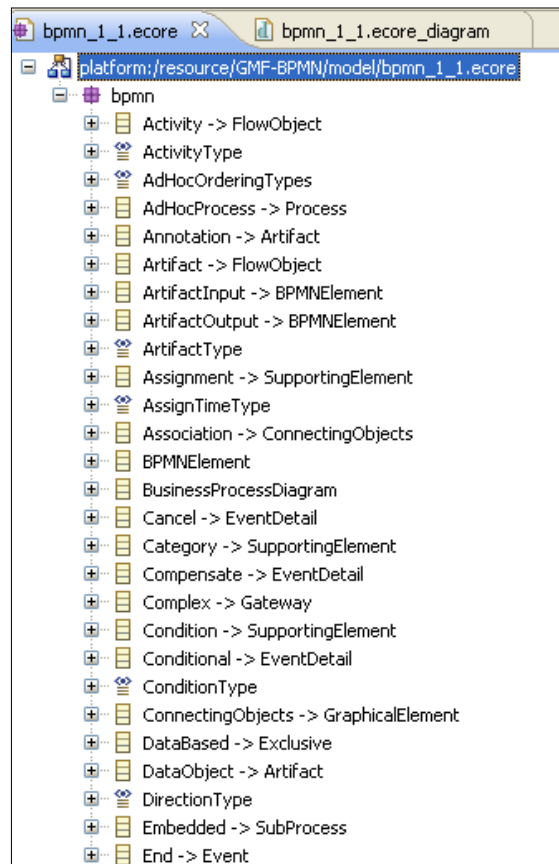 bpmn_1_1.ecore
bpmn_1_1.ecore_diagram
platform:/resource/GMF-BPMN/model/bpmn_1_1.ecore
bpmn
Activity -> FlowObject
ActivityType
AdHocOrderingTypes
AdHocProcess -> Process
Annotation -> Artifact
Artifact -> FlowObject
ArtifactInput -> BPMNElement
ArtifactOutput -> BPMNElement
ArtifactType
Assignment -> SupportingElement
AssignTimeType
Association -> ConnectingObjects
BPMNElement
BusinessProcessDiagram
Cancel -> EventDetail
Category -> SupportingElement
Compensate -> EventDetail
Complex -> Gateway
Condition -> SupportingElement
Conditional -> EventDetail
ConditionType
ConnectingObjects -> GraphicalElement
DataBased -> Exclusive
DataObject -> Artifact
DirectionType
Embedded -> SubProcess
End -> Event